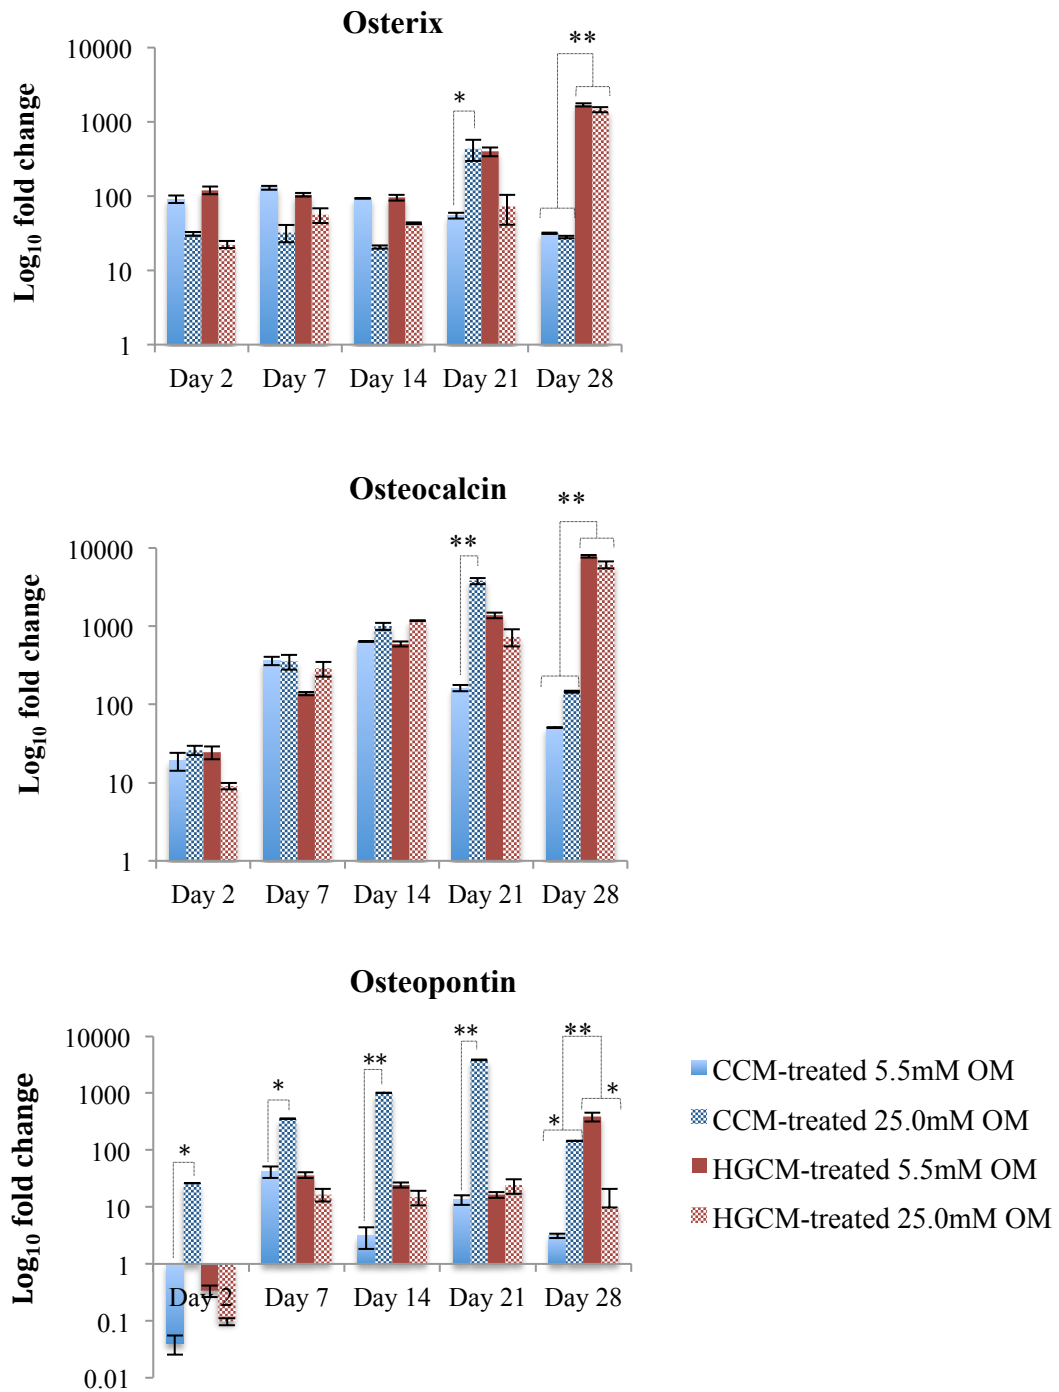 Osterix
Log10 fold change
10000
1000
100
10
1
*
**
Day 2 Day 7 Day 14 Day 21 Day 28
Osteocalcin
Log10 fold change
10000
1000
100
10
1
**
**
Day 2 Day 7 Day 14 Day 21 Day 28
Osteopontin
Log10 fold change
10000
1000
100
10
1
0.1
0.01
*
*
**
**
**
*
*
Day 2 Day 7 Day 14 Day 21 Day 28
CCM-treated 5.5mM OM
CCM-treated 25.0mM OM
HGCM-treated 5.5mM OM
HGCM-treated 25.0mM OM